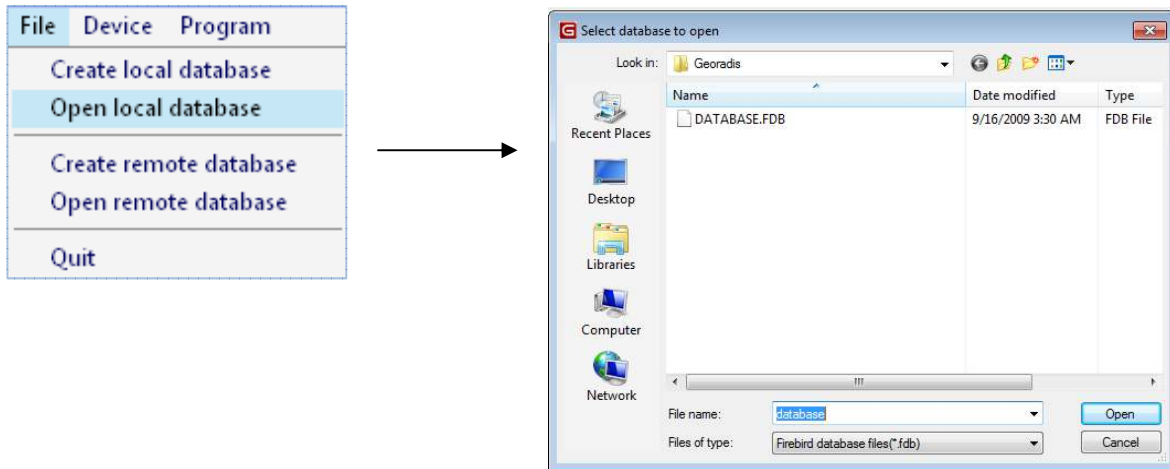 File Device Program
Create local database
Open local database
Create remote database
Open remote database
Quit
Select database to open
Look in: Georadis
Name Date modified Type
DATABASE.FDB 9/16/2009 3:30 AM FDB File
Recent Places
Desktop
Libraries
Computer
Network
File name: database Open
Files of type: Firebird database files(*.fdb) Cancel